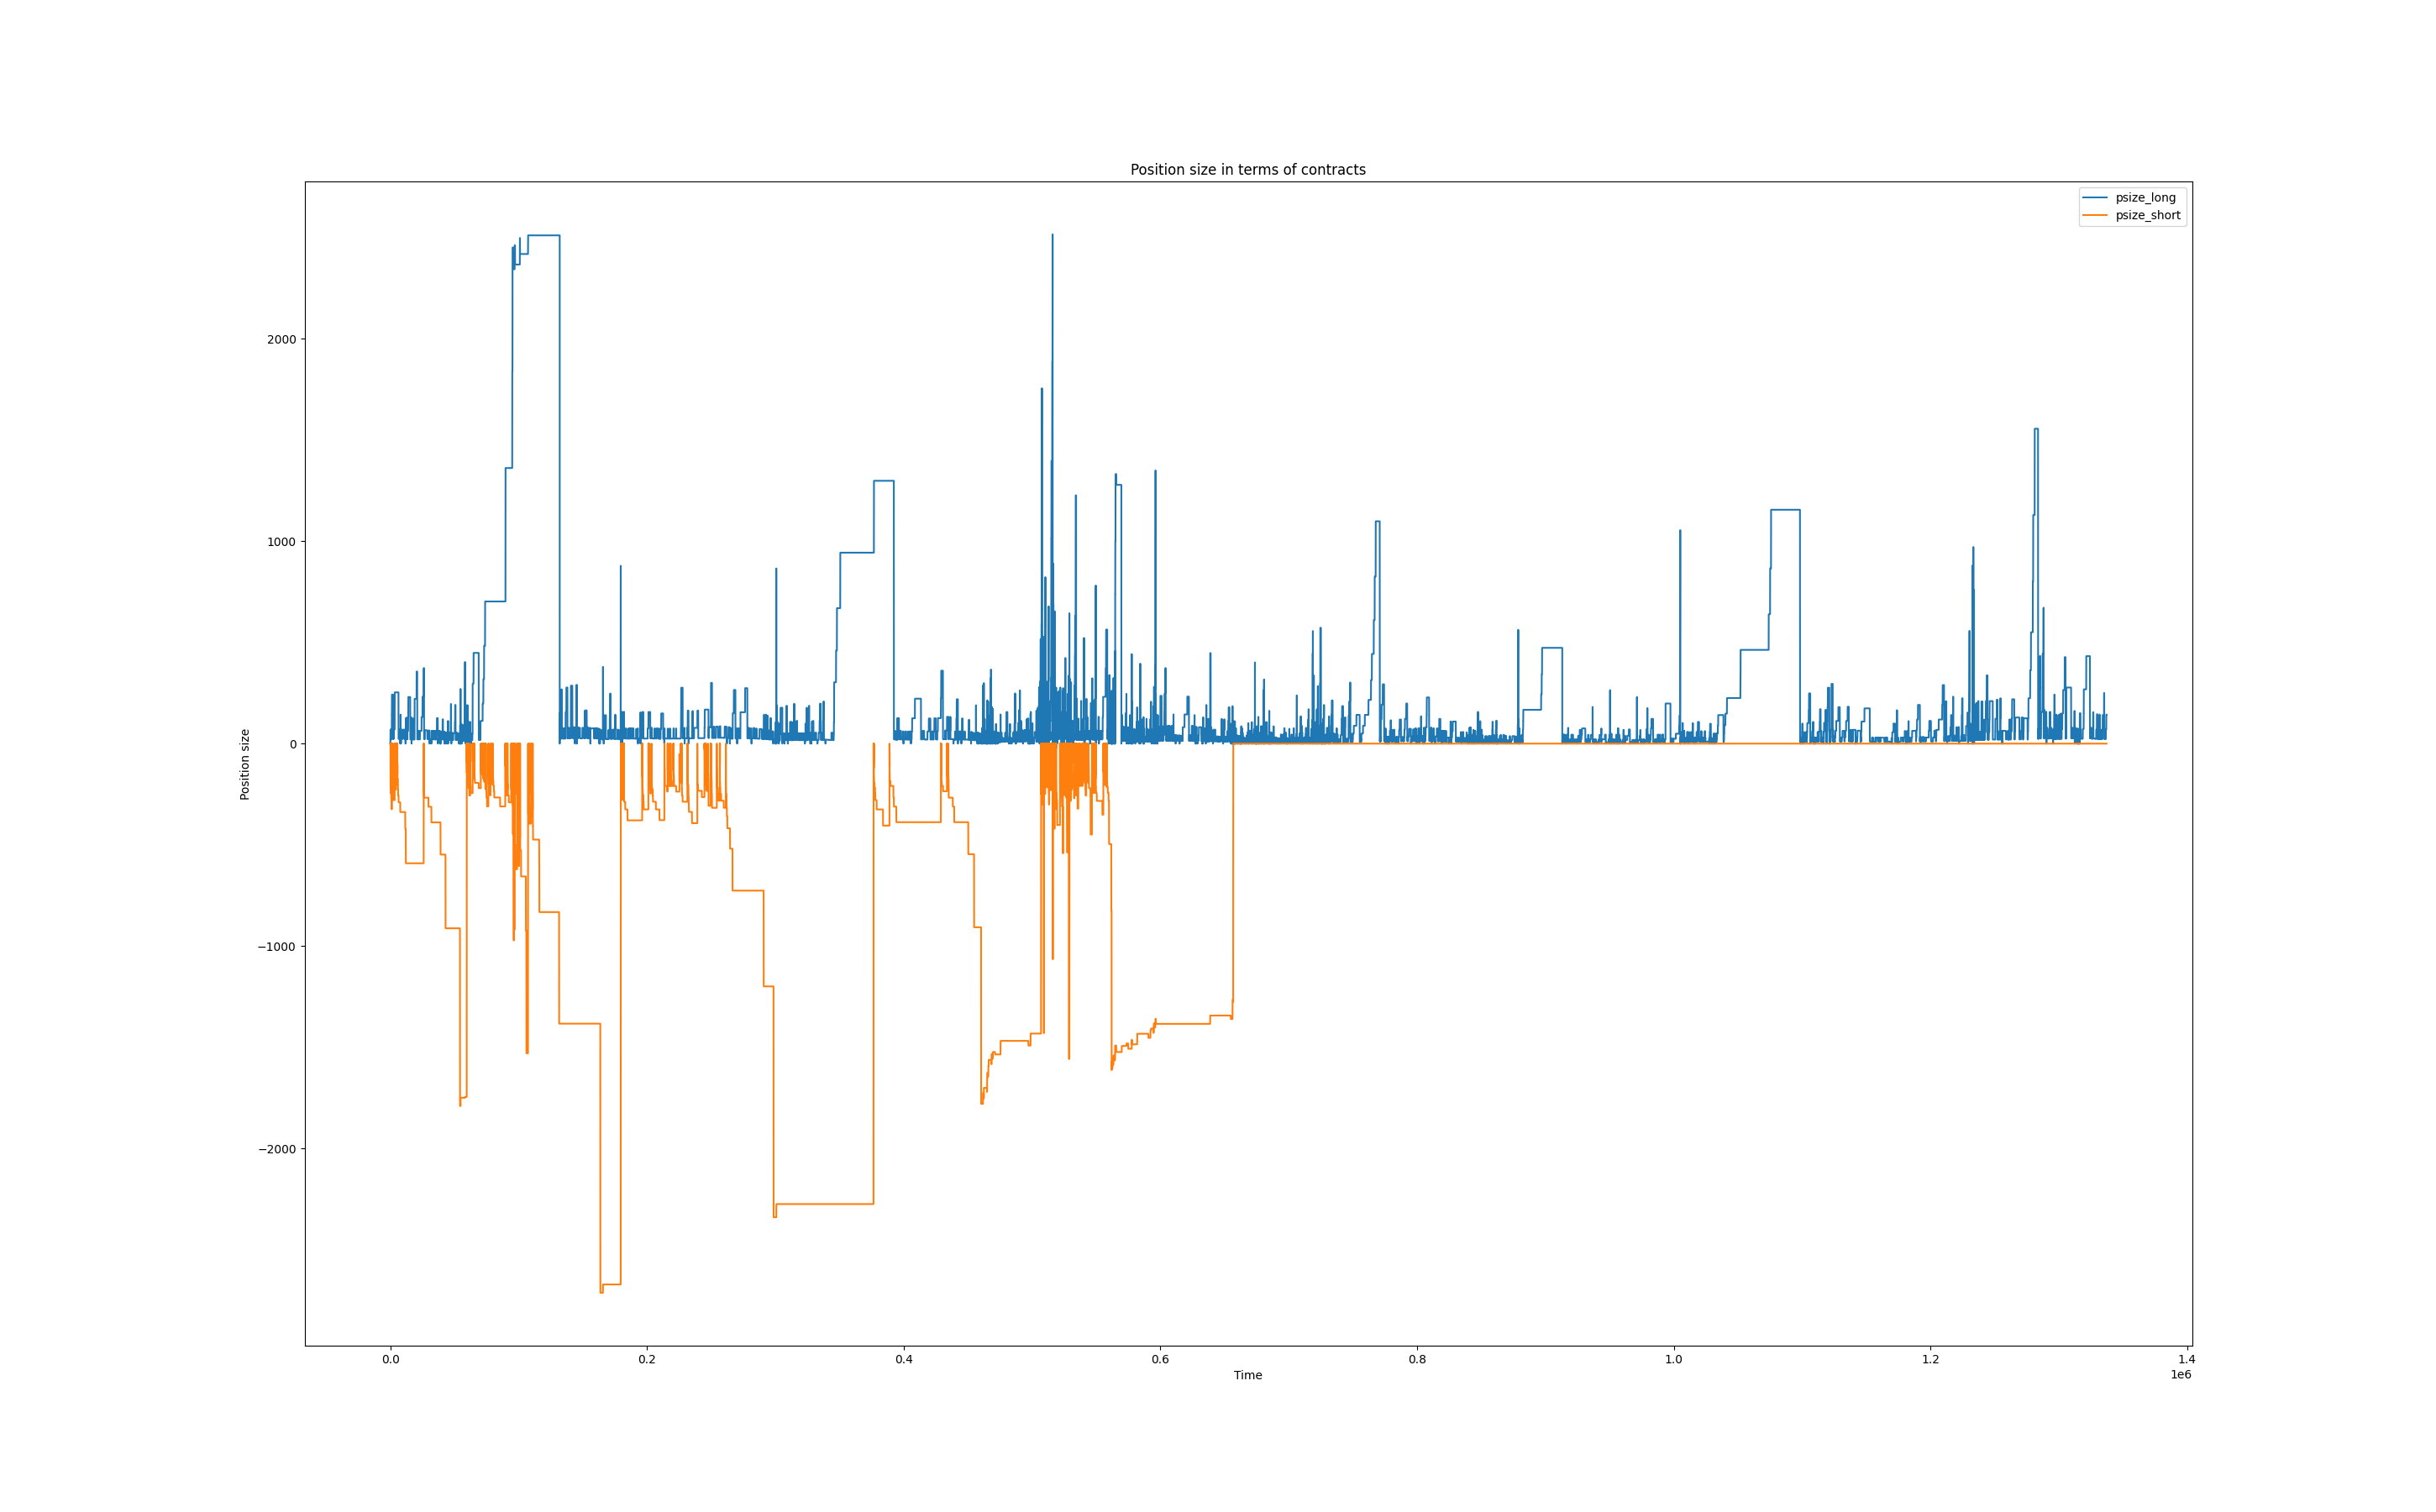 Position size in terms of contracts
psize_long
psize_short
Position size
2000
1000
0
−1000
−2000
0.0
0.2
0.4
0.6
0.8
1.0
1.2
1.4
Time
1e6